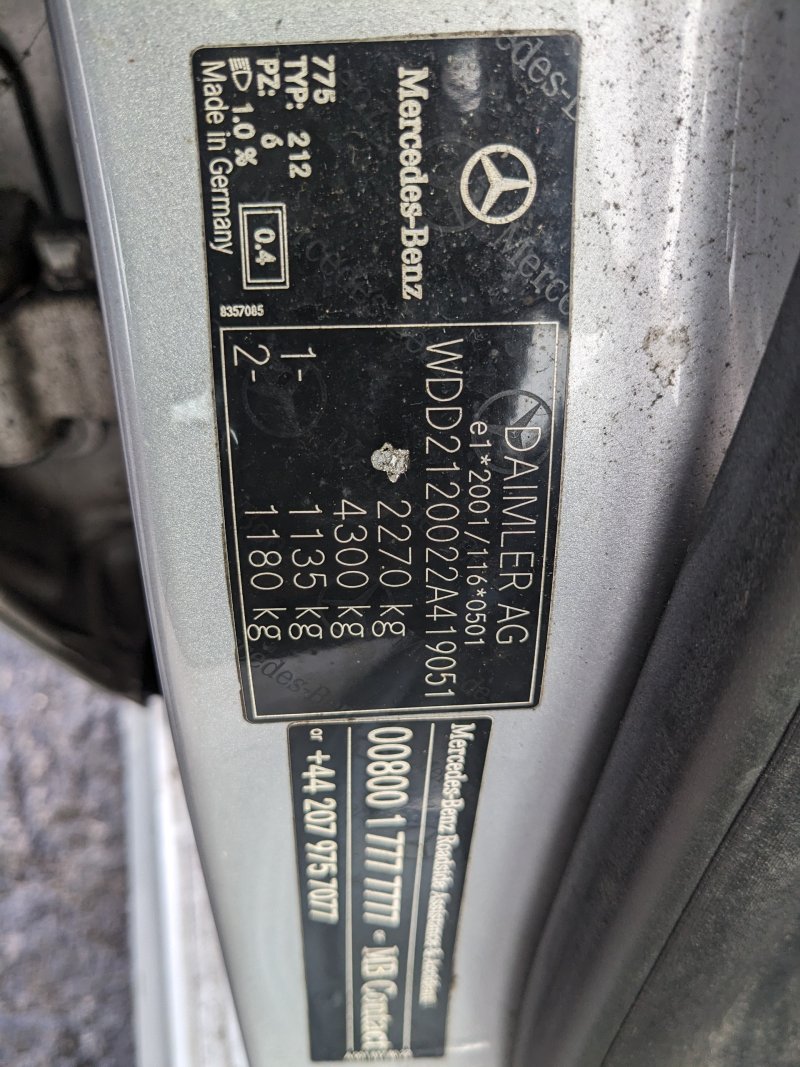 Mercedes-Benz
775
TYP: 212
PZ: 6
1.0 %
0.4
Made in Germany
8357085
DAIMLER AG
e1*2001/116*0501
WDD2120022A419051
2270 kg
4300 kg
1- 1135 kg
2- 1180 kg
Mercedes-Benz Roadside Assistance &
00800 1 777 7777 - MB Contact
or +44 207 975 7077